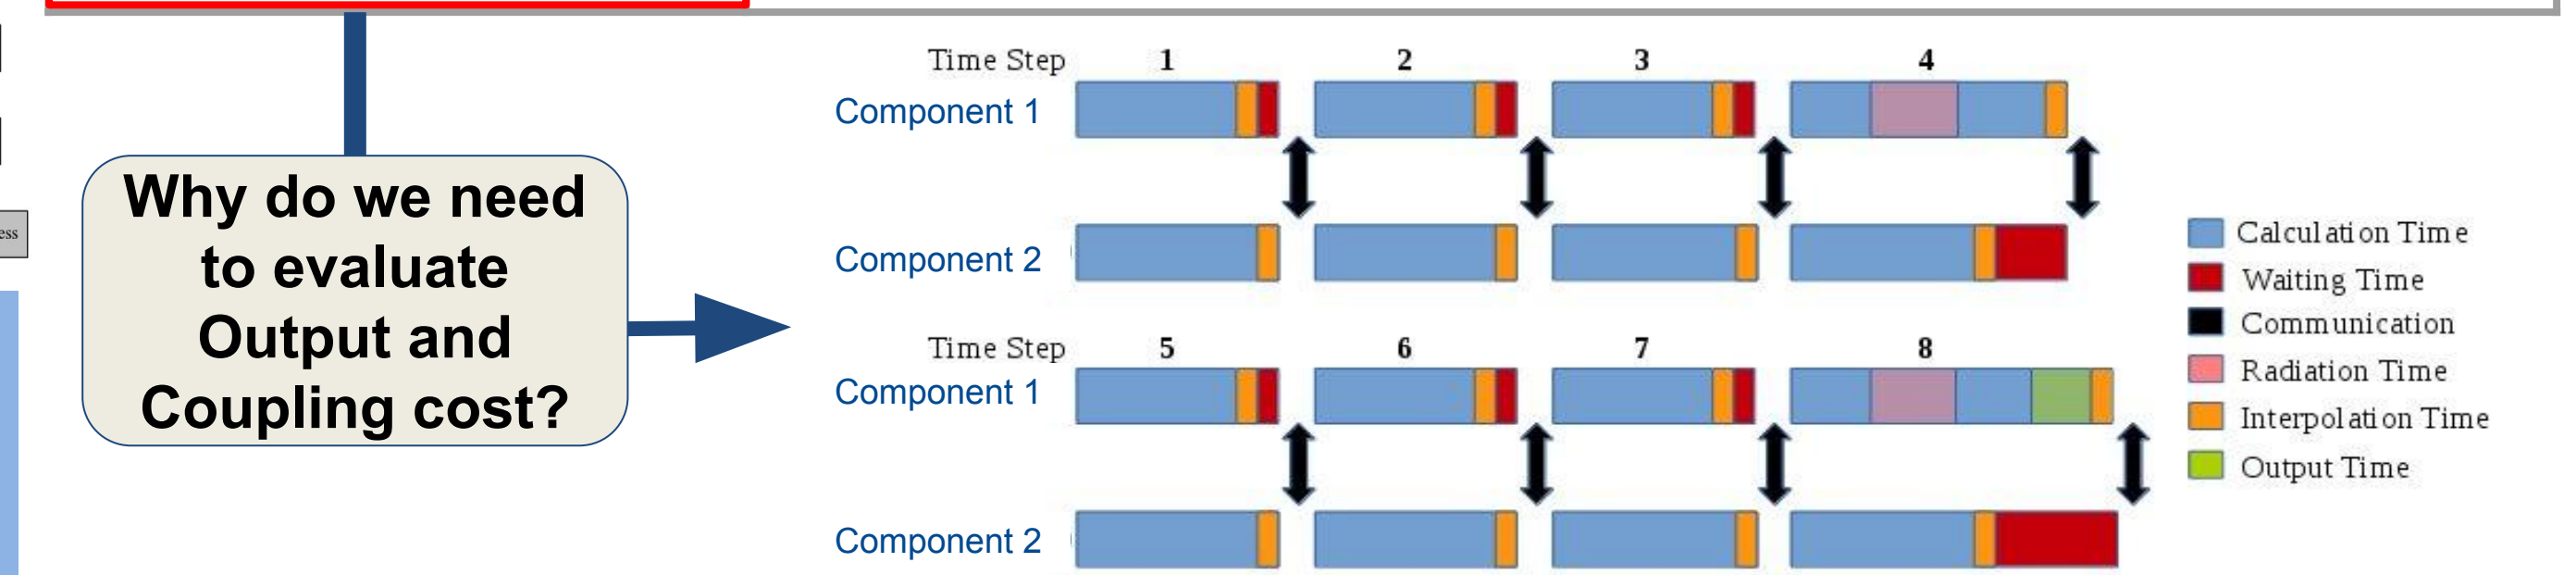 ess
Why do we need
to evaluate
Output and
Coupling cost?
Time Step 1 2 3 4
Component 1
Component 2
Time Step 5 6 7 8
Component 1
Component 2
Calculation Time
Waiting Time
Communication
Radiation Time
Interpolation Time
Output Time